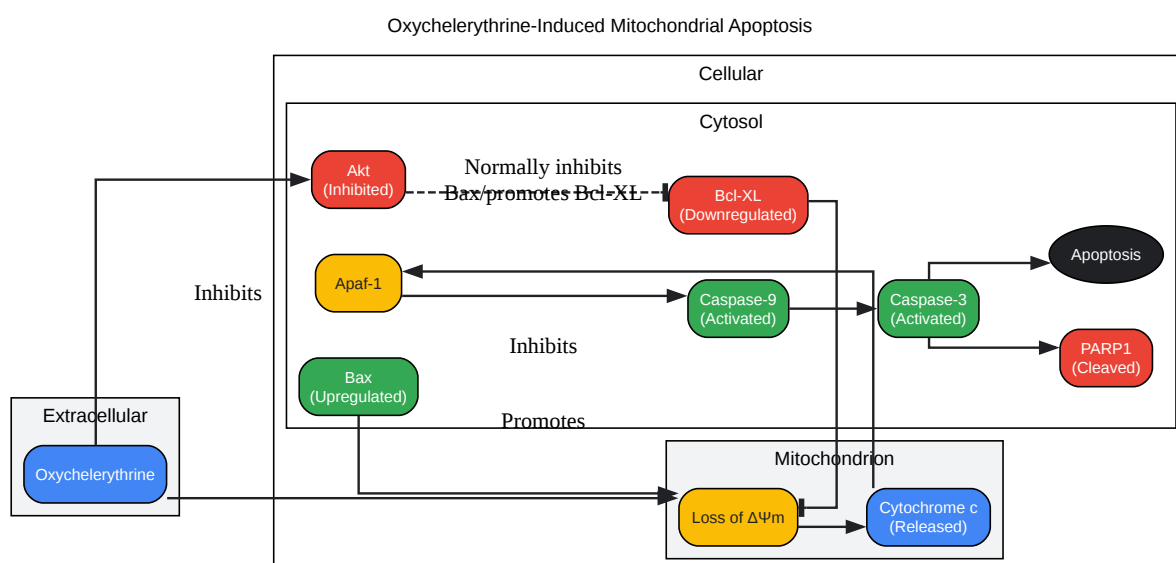 Oxychelerythrine-Induced Mitochondrial Apoptosis
Cellular
Cytosol
Akt
(Inhibited)
Normally inhibits
Bax/promotes Bcl-XL
Bcl-XL
(Downregulated)
Apoptosis
Apaf-1
Caspase-9
(Activated)
Caspase-3
(Activated)
Inhibits
Inhibits
PARP1
(Cleaved)
Bax
(Upregulated)
Promotes
Extracellular
Oxychelerythrine
Mitochondrion
Loss of ΔΨm
Cytochrome c
(Released)